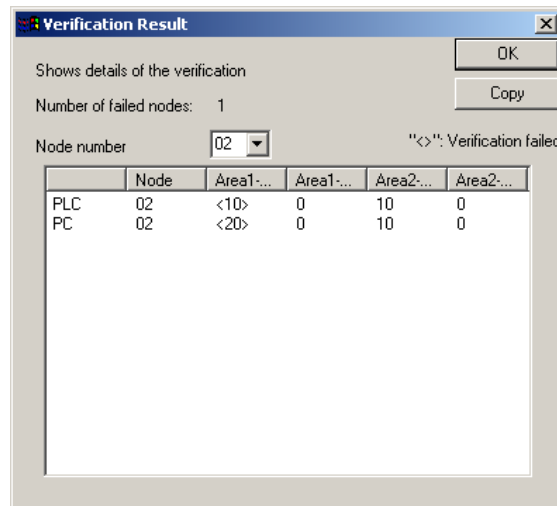 Verification Result
OK
Shows details of the verification
Copy
Number of failed nodes: 1
Node number 02 "<>": Verification failed
Node Area1-... Area1-... Area2-... Area2-...
PLC 02 <10> 0 10 0
PC 02 <20> 0 10 0